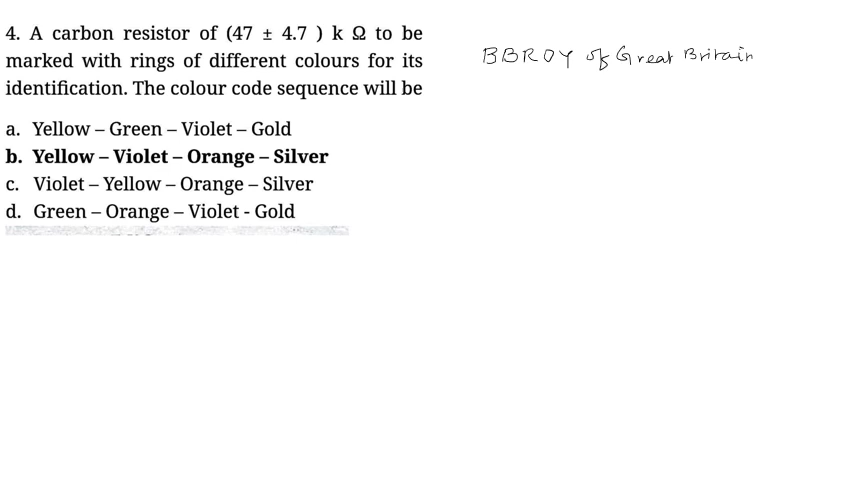 4. A carbon resistor of (47 ± 4.7 ) k Ω to be
marked with rings of different colours for its
identification. The colour code sequence will be
a. Yellow – Green – Violet – Gold
b. Yellow – Violet – Orange – Silver
c. Violet – Yellow – Orange – Silver
d. Green – Orange – Violet - Gold
BBROY of Great Britain